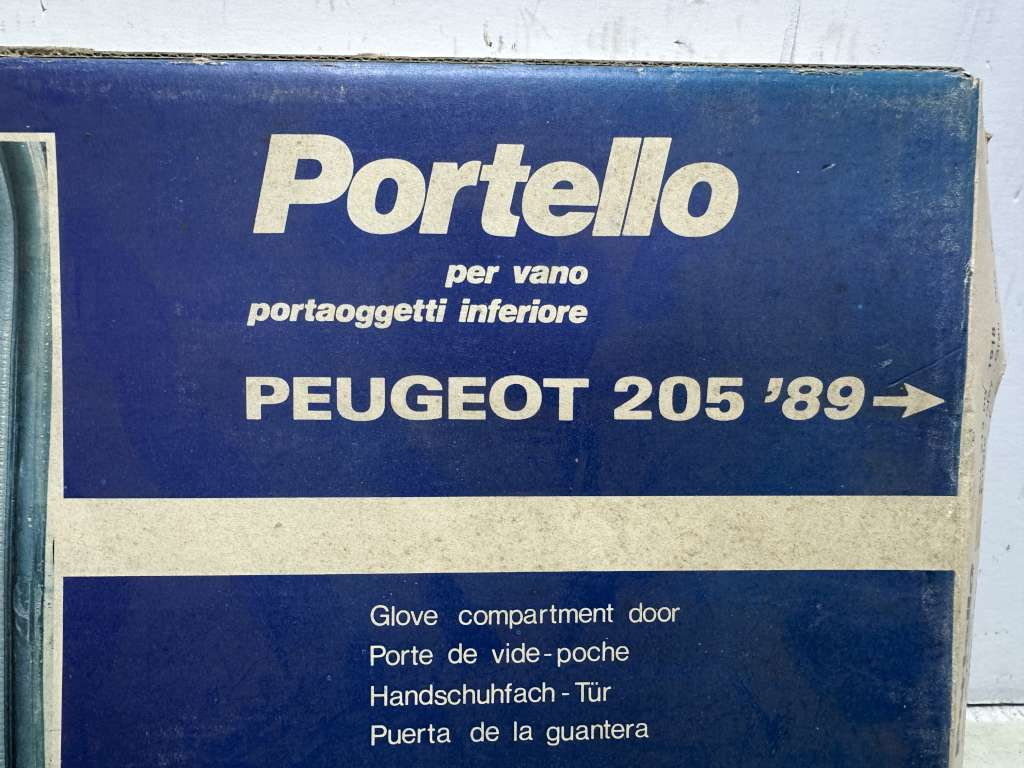 Portello
per vano
portaoggetti inferiore
PEUGEOT 205 '89→
Glove compartment door
Porte de vide-poche
Handschuhfach - Tür
Puerta de la guantera